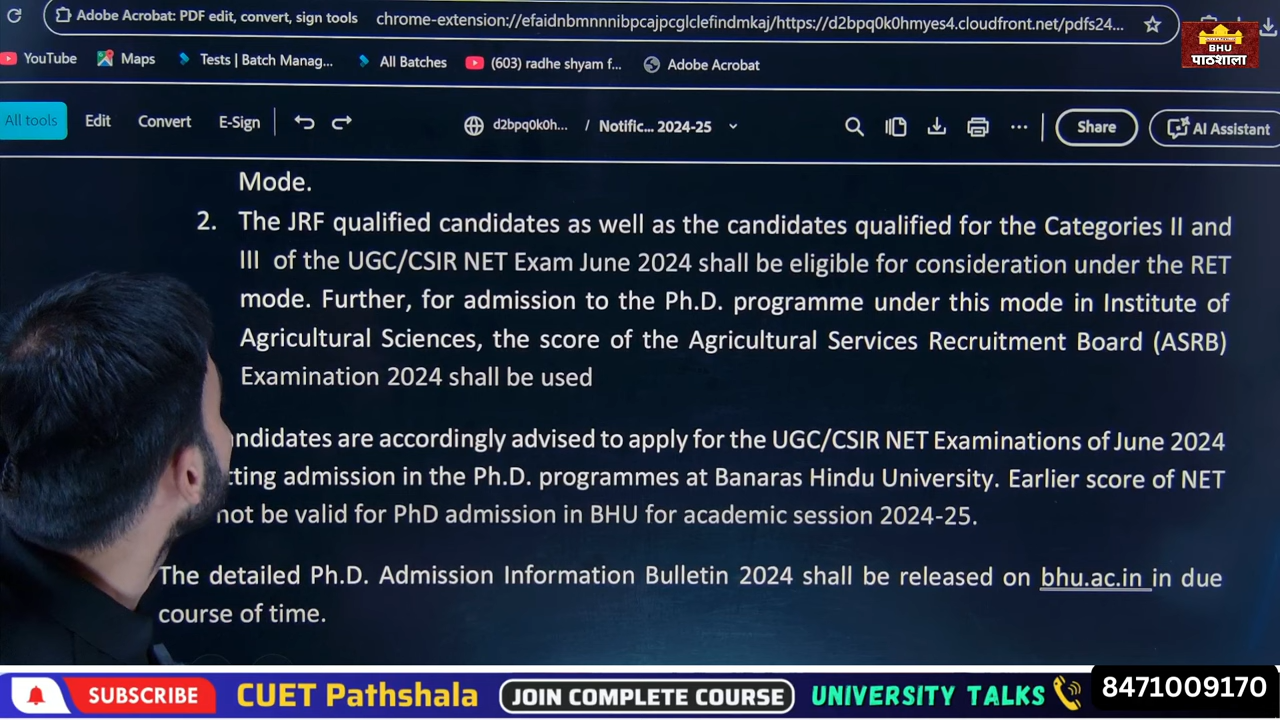 Adobe Acrobat: PDF edit, convert, sign tools chrome-extension://efaidnbmnnnibpcajpcglclefindmkaj/https://d2bpq0k0hmyes4.cloudfront.net/pdfs24...
BHU
पाठशाला
YouTube Maps Tests | Batch Manag... All Batches (603) radhe shyam f... Adobe Acrobat
All tools Edit Convert E-Sign d2bpq0k0h... / Notific... 2024-25 Share AI Assistant
Mode.
2. The JRF qualified candidates as well as the candidates qualified for the Categories II and
III of the UGC/CSIR NET Exam June 2024 shall be eligible for consideration under the RET
mode. Further, for admission to the Ph.D. programme under this mode in Institute of
Agricultural Sciences, the score of the Agricultural Services Recruitment Board (ASRB)
Examination 2024 shall be used
andidates are accordingly advised to apply for the UGC/CSIR NET Examinations of June 2024
tting admission in the Ph.D. programmes at Banaras Hindu University. Earlier score of NET
not be valid for PhD admission in BHU for academic session 2024-25.
The detailed Ph.D. Admission Information Bulletin 2024 shall be released on bhu.ac.in in due
course of time.
SUBSCRIBE CUET Pathshala JOIN COMPLETE COURSE UNIVERSITY TALKS 8471009170